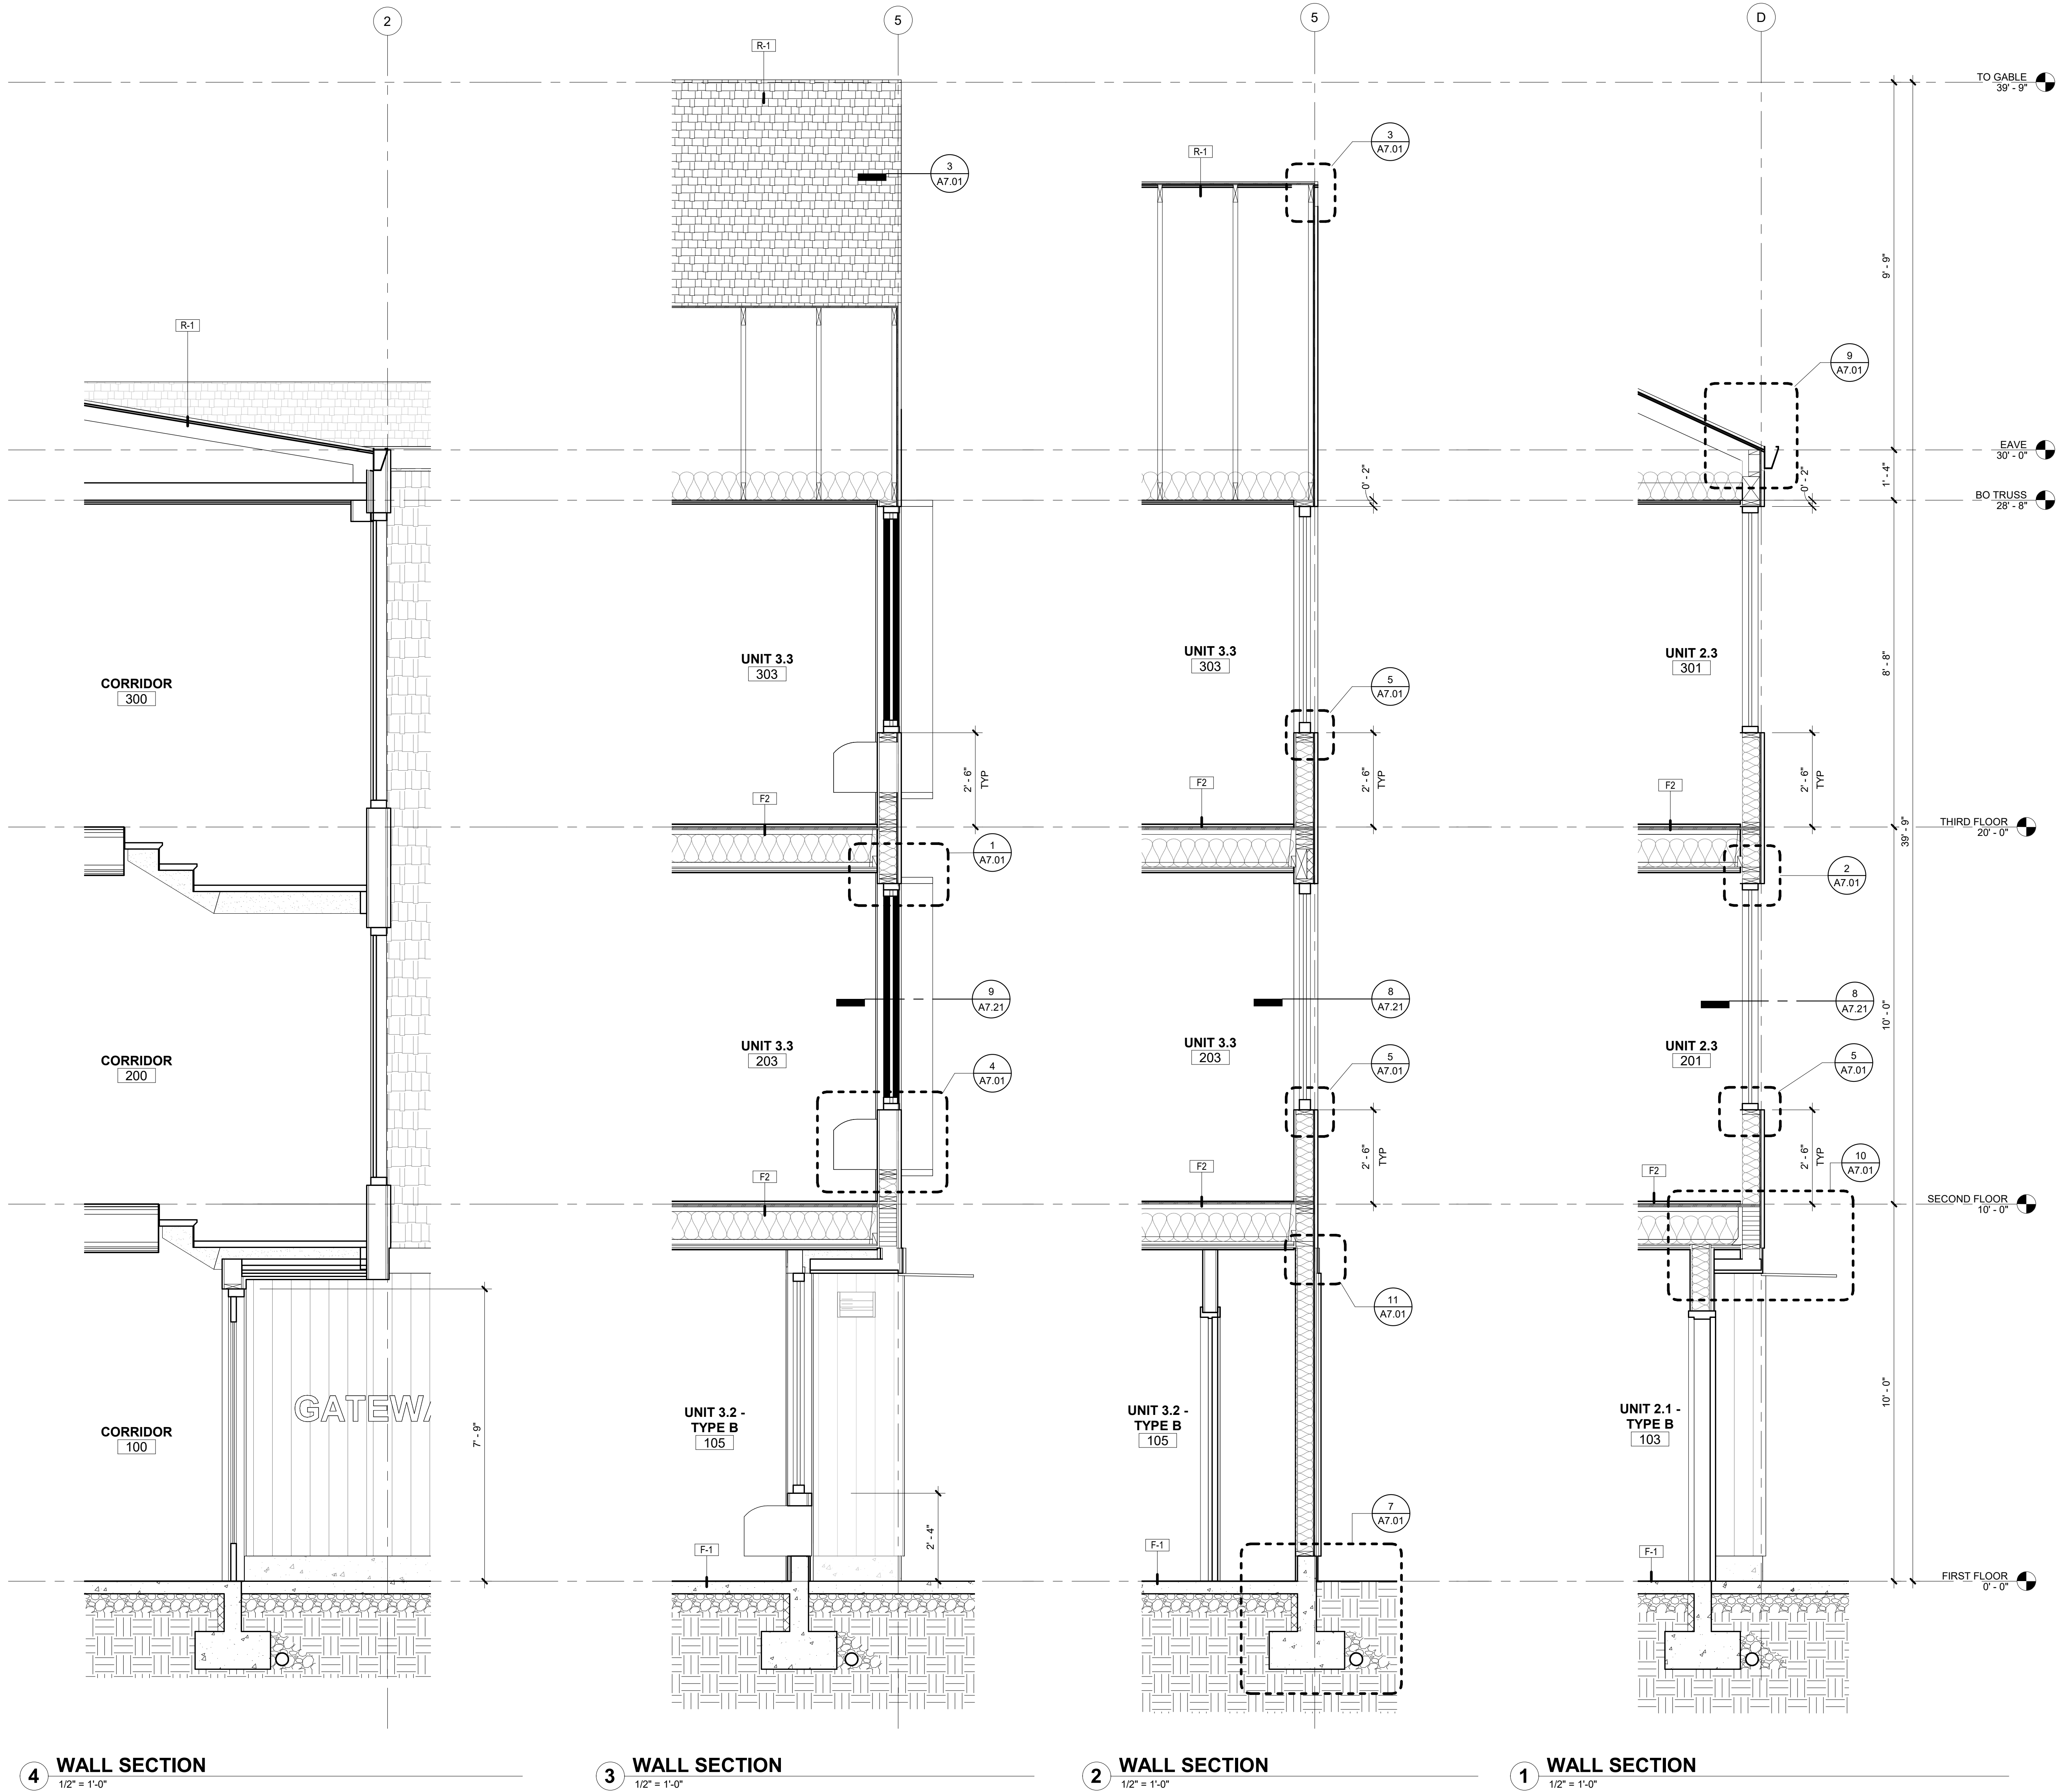 2
5
5
D
R-1
TO GABLE
39' - 9"
3
A7.01
R-1
3
A7.01
9' - 9"
R-1
9
A7.01
EAVE
30' - 0"
0' - 2"
0' - 2"
1' - 4"
BO TRUSS
28' - 8"
CORRIDOR
300
UNIT 3.3
303
UNIT 3.3
303
5
A7.01
UNIT 2.3
301
8' - 8"
2' - 6"
TYP
2' - 6"
TYP
2' - 6"
TYP
F2
F2
F2
THIRD FLOOR
20' - 0"
39' - 9"
1
A7.01
2
A7.01
9
A7.21
8
A7.21
8
A7.21
10' - 0"
CORRIDOR
200
UNIT 3.3
203
UNIT 3.3
203
UNIT 2.3
201
4
A7.01
5
A7.01
5
A7.01
2' - 6"
TYP
2' - 6"
TYP
10
A7.01
F2
F2
F2
SECOND FLOOR
10' - 0"
11
A7.01
GATEWA
7' - 9"
CORRIDOR
100
UNIT 3.2 -
TYPE B
105
UNIT 3.2 -
TYPE B
105
UNIT 2.1 -
TYPE B
103
10' - 0"
2' - 4"
7
A7.01
F-1
F-1
F-1
FIRST FLOOR
0' - 0"
4 WALL SECTION
1/2" = 1'-0"
3 WALL SECTION
1/2" = 1'-0"
2 WALL SECTION
1/2" = 1'-0"
1 WALL SECTION
1/2" = 1'-0"